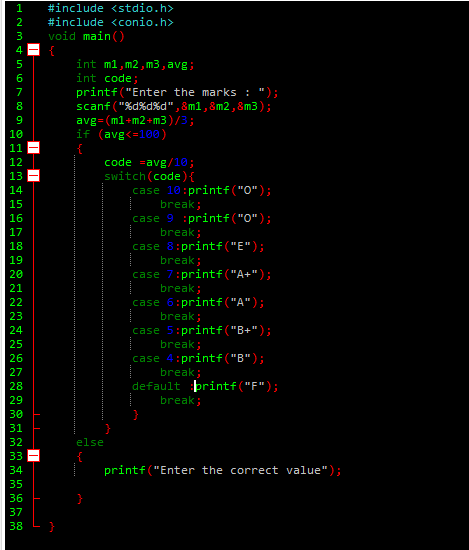 1 #include <stdio.h>
2 #include <conio.h>
3 void main()
4 {
5 int m1,m2,m3,avg;
6 int code;
7 printf("Enter the marks : ");
8 scanf("%d%d%d",&m1,&m2,&m3);
9 avg=(m1+m2+m3)/3;
10 if (avg<=100)
11 {
12 code =avg/10;
13 switch(code){
14 case 10:printf("O");
15 break;
16 case 9 :printf("O");
17 break;
18 case 8:printf("E");
19 break;
20 case 7:printf("A+");
21 break;
22 case 6:printf("A");
23 break;
24 case 5:printf("B+");
25 break;
26 case 4:printf("B");
27 break;
28 default :printf("F");
29 break;
30 }
31 }
32 else
33 {
34 printf("Enter the correct value");
35
36 }
37
38 }